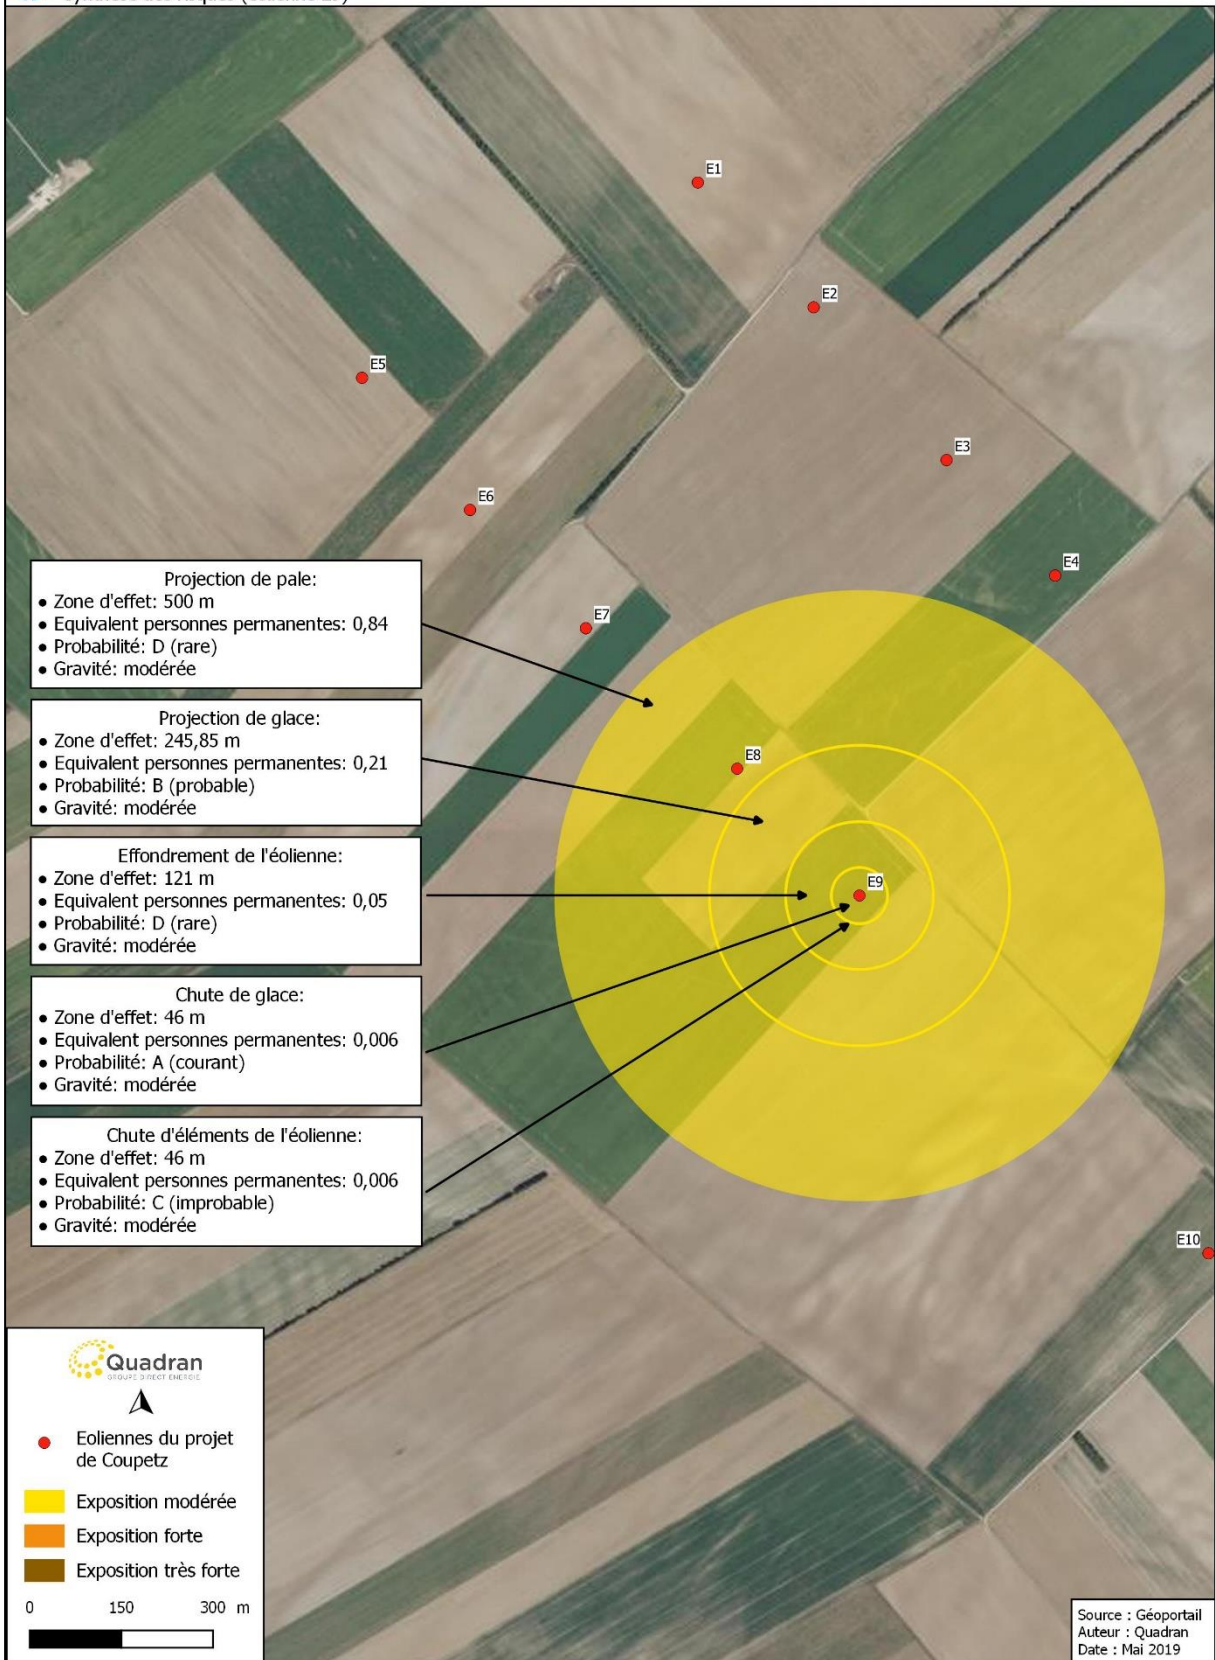 E1
E2
E5
E3
E6
E4
E7
Projection de pale:
• Zone d'effet: 500 m
• Equivalent personnes permanentes: 0,84
• Probabilité: D (rare)
• Gravité: modérée
Projection de glace:
• Zone d'effet: 245,85 m
• Equivalent personnes permanentes: 0,21
• Probabilité: B (probable)
• Gravité: modérée
E8
Effondrement de l'éolienne:
• Zone d'effet: 121 m
• Equivalent personnes permanentes: 0,05
• Probabilité: D (rare)
• Gravité: modérée
E9
Chute de glace:
• Zone d'effet: 46 m
• Equivalent personnes permanentes: 0,006
• Probabilité: A (courant)
• Gravité: modérée
Chute d'éléments de l'éolienne:
• Zone d'effet: 46 m
• Equivalent personnes permanentes: 0,006
• Probabilité: C (improbable)
• Gravité: modérée
E10
Quadran
GROUPE DIRECT ENERGIE
Eoliennes du projet
de Coupetz
Exposition modérée
Exposition forte
Exposition très forte
0 150 300 m
Source : Géoportail
Auteur : Quadran
Date : Mai 2019